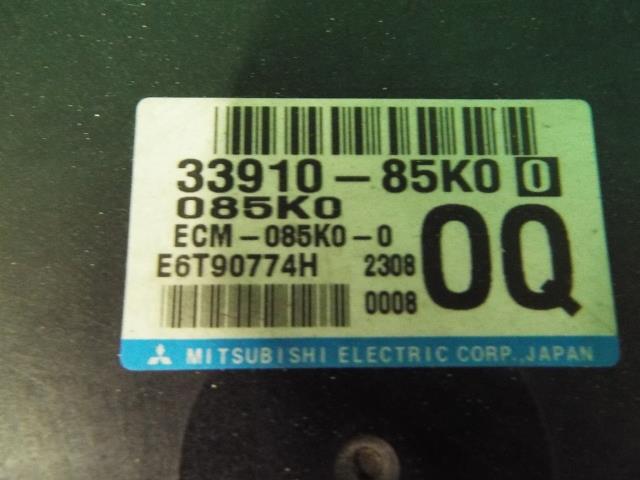 33910-85K0 0
085K0
ECM-085K0-0
E6T90774H 2308
0008
0Q
MITSUBISHI ELECTRIC CORP., JAPAN